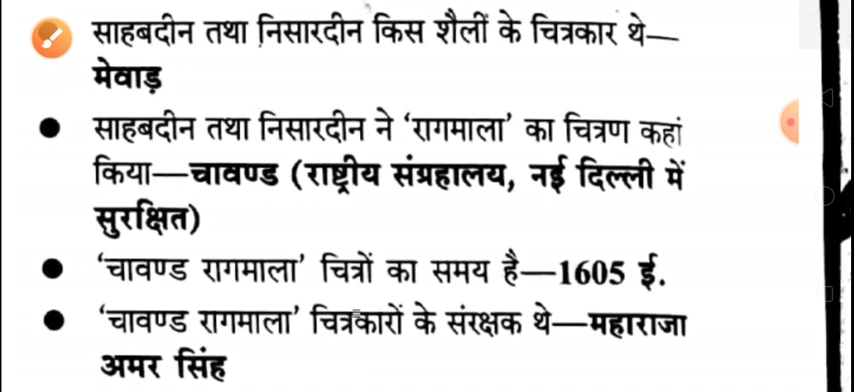 साहबदीन तथा निसारदीन किस शैलीं के चित्रकार थे—
मेवाड़
● साहबदीन तथा निसारदीन ने 'रागमाला' का चित्रण कहां
किया—चावण्ड (राष्ट्रीय संग्रहालय, नई दिल्ली में
सुरक्षित)
● 'चावण्ड रागमाला' चित्रों का समय है—1605 ई.
● 'चावण्ड रागमाला' चित्रकारों के संरक्षक थे—महाराजा
अमर सिंह